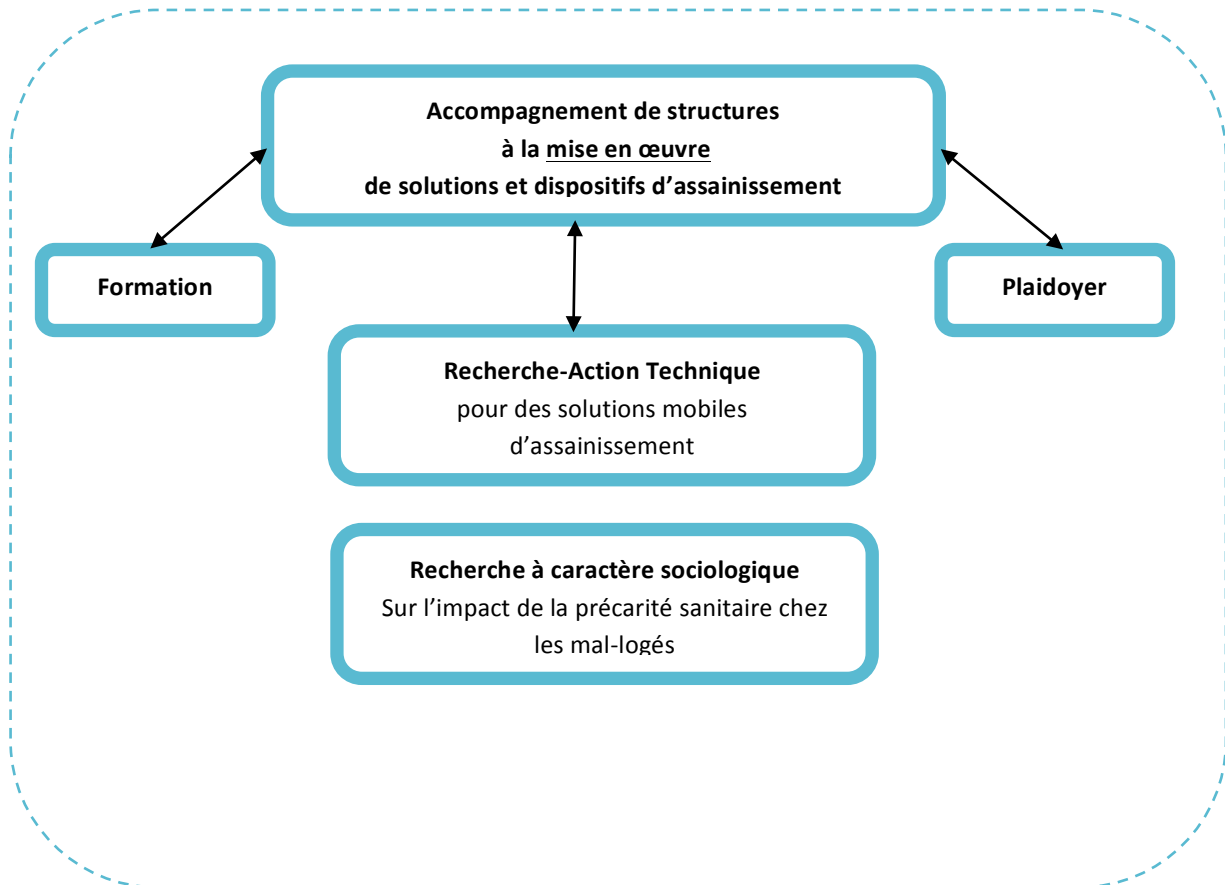 Accompagnement de structures
à la mise en œuvre
de solutions et dispositifs d’assainissement
Formation
Plaidoyer
Recherche-Action Technique
pour des solutions mobiles
d’assainissement
Recherche à caractère sociologique
Sur l’impact de la précarité sanitaire chez
les mal-logés